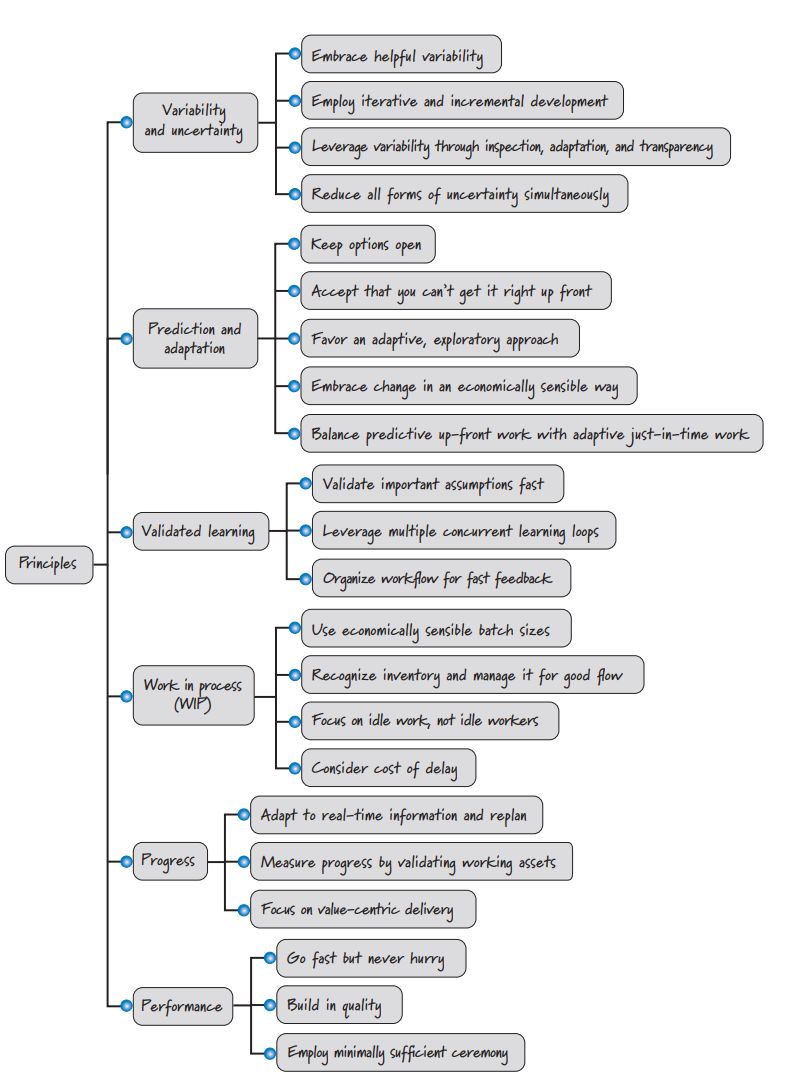 Embrace helpful variability
Variability
and uncertainty
Employ iterative and incremental development
Leverage variability through inspection, adaptation, and transparency
Reduce all forms of uncertainty simultaneously
Keep options open
Accept that you can't get it right up front
Prediction and
adaptation
Favor an adaptive, exploratory approach
Embrace change in an economically sensible way
Balance predictive up-front work with adaptive just-in-time work
Validate important assumptions fast
Validated learning
Leverage multiple concurrent learning loops
Organize workflow for fast feedback
Principles
Use economically sensible batch sizes
Recognize inventory and manage it for good flow
Work in process
(WIP)
Focus on idle work, not idle workers
Consider cost of delay
Adapt to real-time information and replan
Progress
Measure progress by validating working assets
Focus on value-centric delivery
Go fast but never hurry
Performance
Build in quality
Employ minimally sufficient ceremony